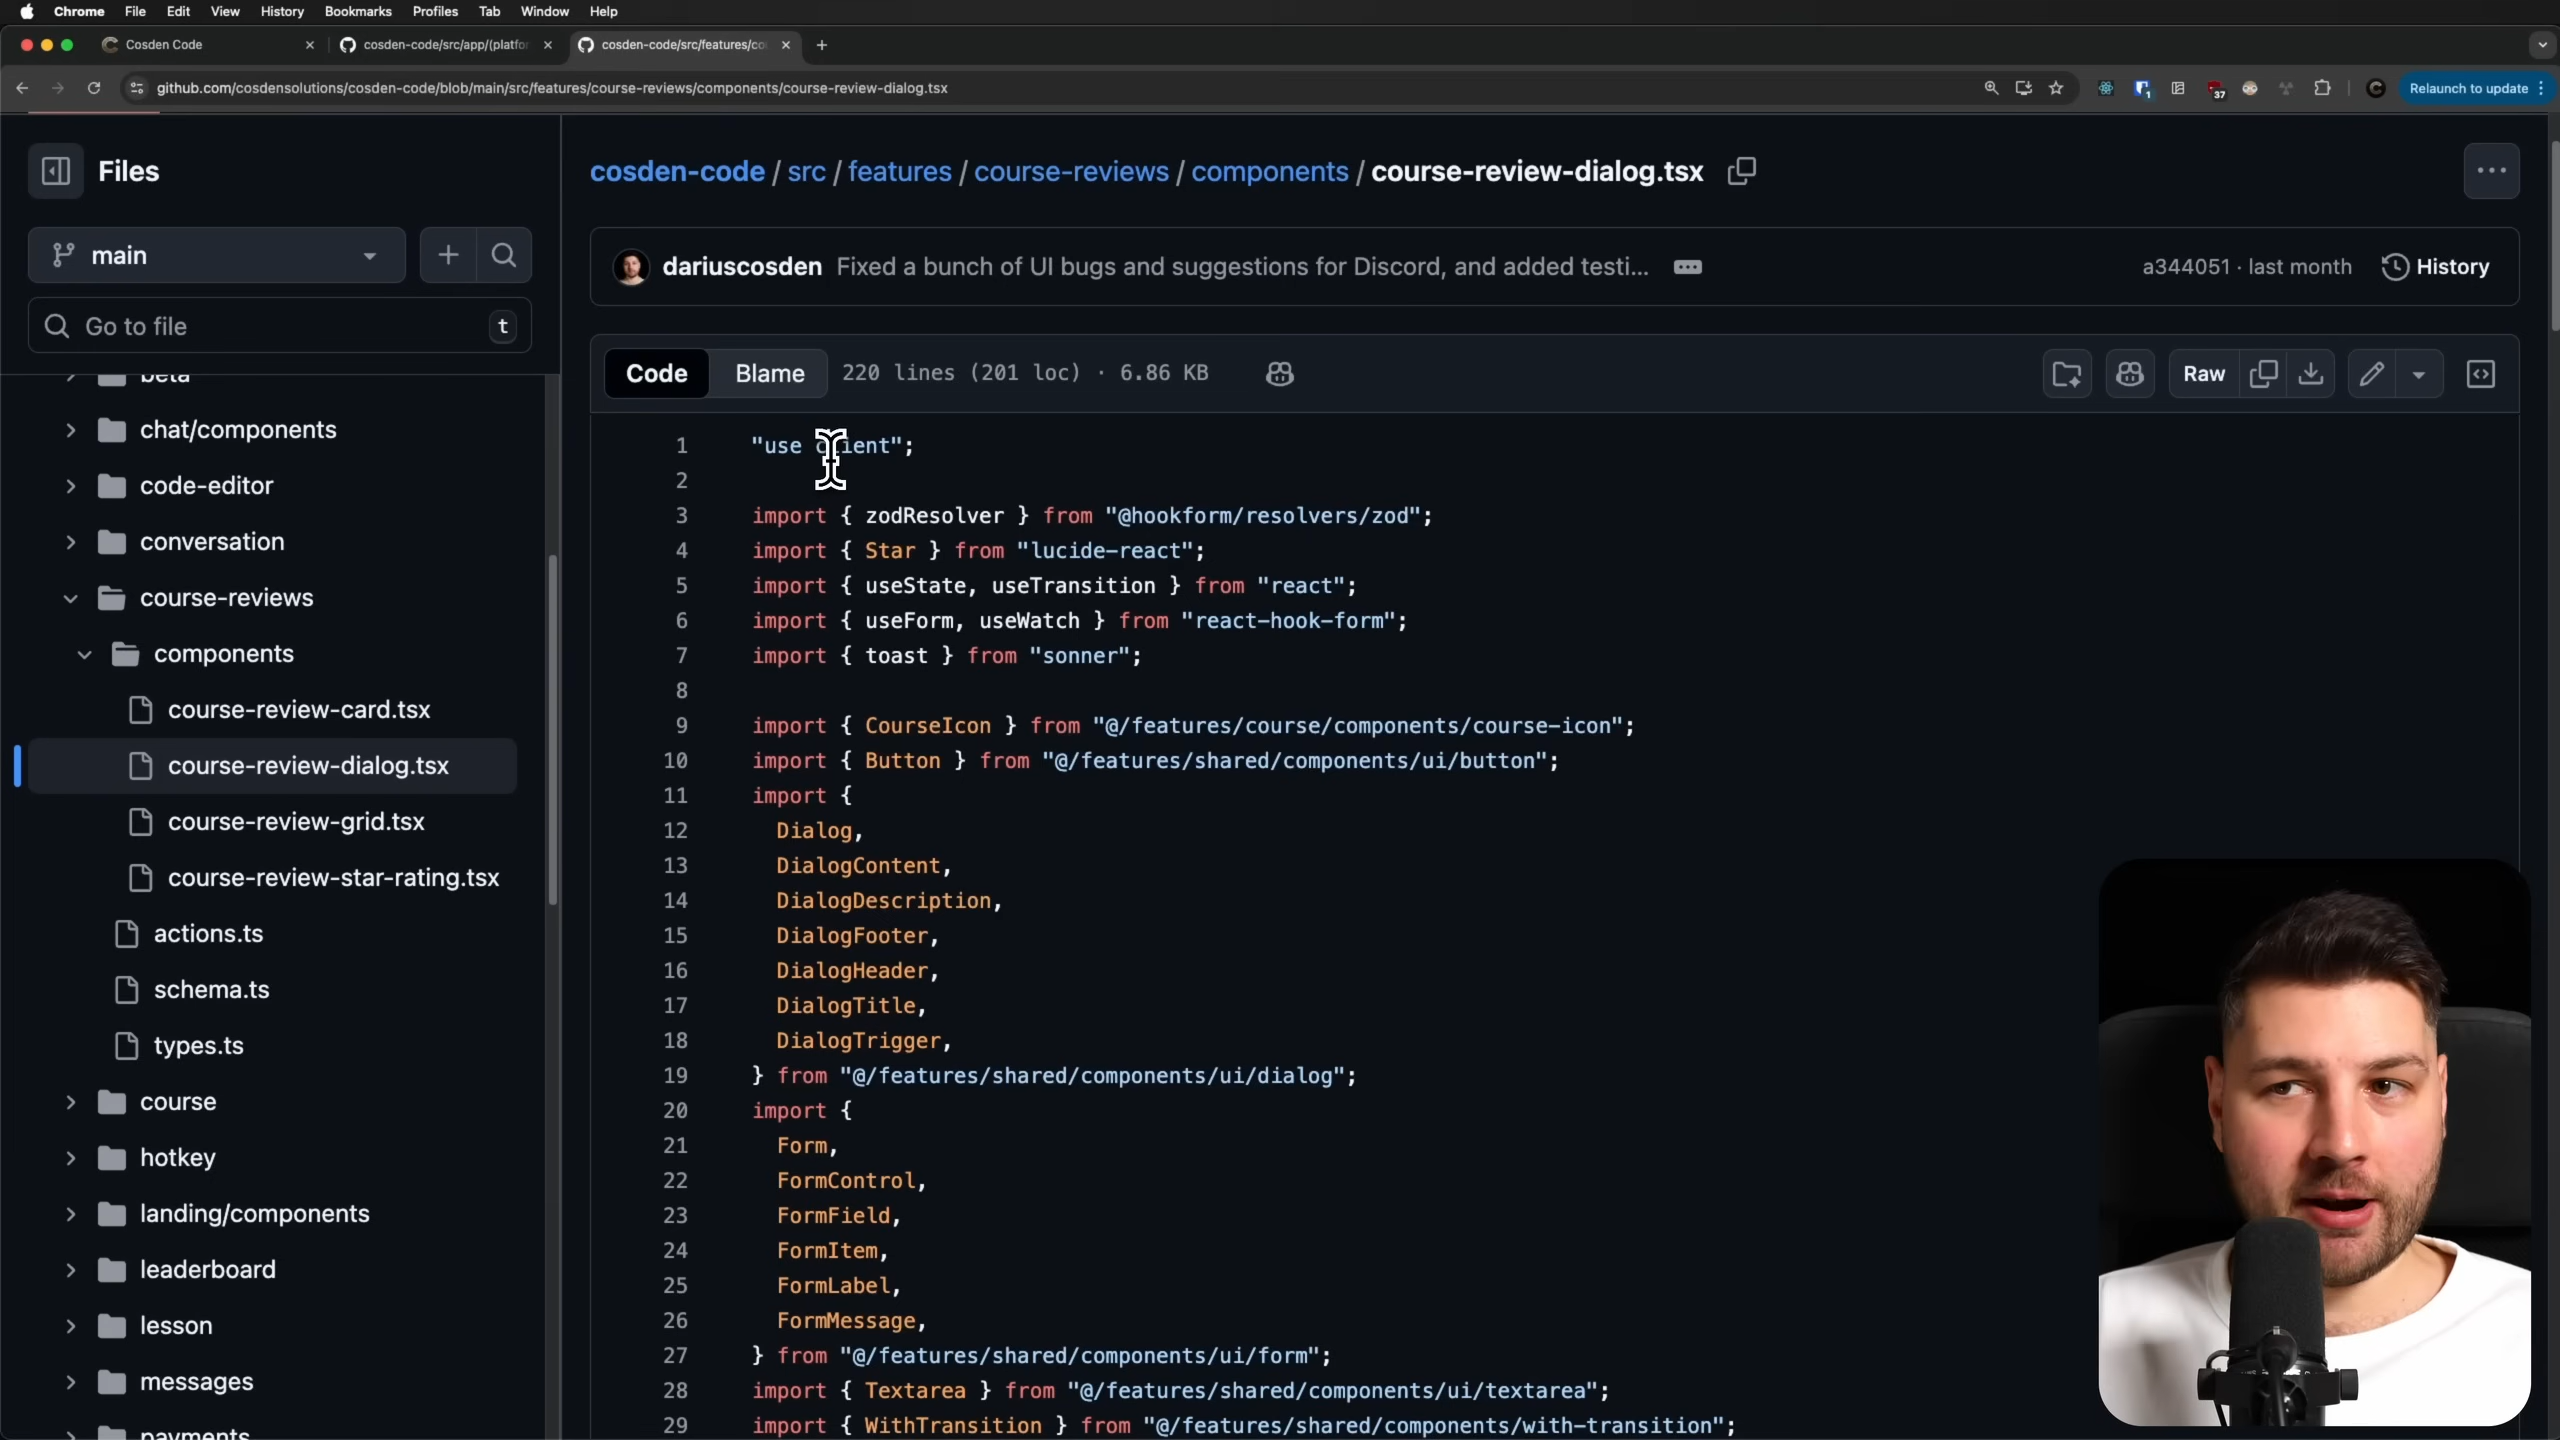 Chrome File Edit View History Bookmarks Profiles Tab Window Help
Cosden Code
cosden-code/src/app/(platfo
cosden-code/src/features/co
github.com/cosdensolutions/cosden-code/blob/main/src/features/course-reviews/components/course-review-dialog.tsx
1
37
Relaunch to update
Files
main
Go to file
t
beta
chat/components
code-editor
conversation
course-reviews
components
course-review-card.tsx
course-review-dialog.tsx
course-review-grid.tsx
course-review-star-rating.tsx
actions.ts
schema.ts
types.ts
course
hotkey
landing/components
leaderboard
lesson
messages
payments
cosden-code / src / features / course-reviews / components / course-review-dialog.tsx
dariuscosden Fixed a bunch of UI bugs and suggestions for Discord, and added testi...
a344051 · last month
History
Code Blame 220 lines (201 loc) · 6.86 KB
Raw
1 "use client";
2
3 import { zodResolver } from "@hookform/resolvers/zod";
4 import { Star } from "lucide-react";
5 import { useState, useTransition } from "react";
6 import { useForm, useWatch } from "react-hook-form";
7 import { toast } from "sonner";
8
9 import { CourseIcon } from "@/features/course/components/course-icon";
10 import { Button } from "@/features/shared/components/ui/button";
11 import {
12 Dialog,
13 DialogContent,
14 DialogDescription,
15 DialogFooter,
16 DialogHeader,
17 DialogTitle,
18 DialogTrigger,
19 } from "@/features/shared/components/ui/dialog";
20 import {
21 Form,
22 FormControl,
23 FormField,
24 FormItem,
25 FormLabel,
26 FormMessage,
27 } from "@/features/shared/components/ui/form";
28 import { Textarea } from "@/features/shared/components/ui/textarea";
29 import { WithTransition } from "@/features/shared/components/with-transition";